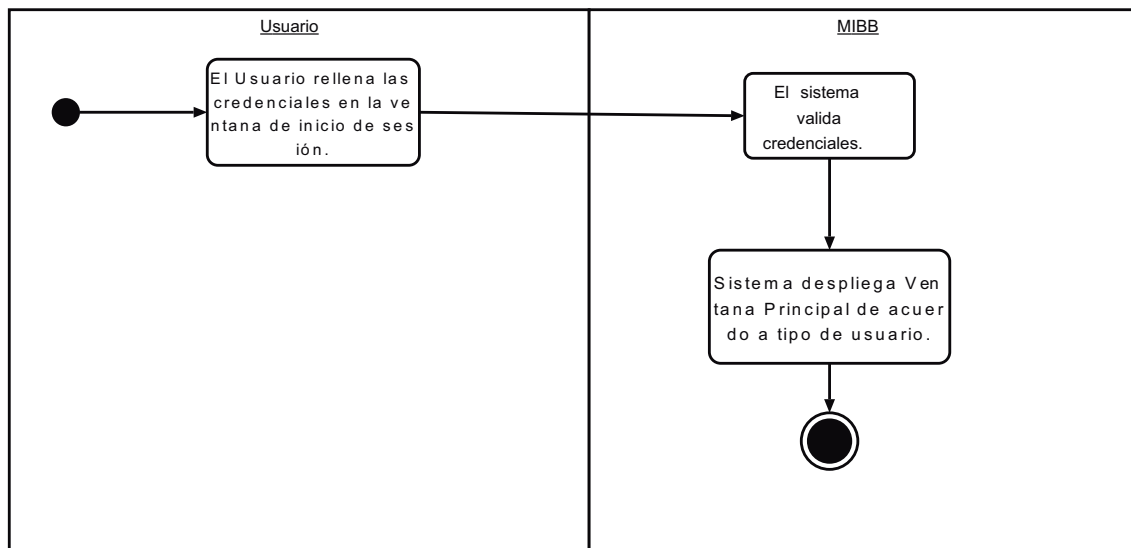 Usuario
MIBB
El Usuario rellena las
credenciales en la ve
ntana de inicio de ses
ión.
El sistema
valida
credenciales.
Sistema despliega Ven
tana Principal de acuer
do a tipo de usuario.